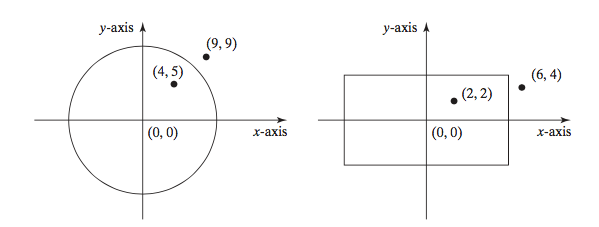 y-axis
(9, 9)
(4, 5)
(0, 0)
x-axis
y-axis
(6, 4)
(2, 2)
(0, 0)
x-axis